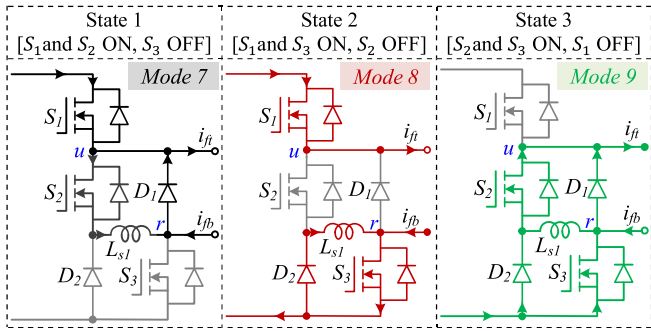 State 1
[S1 and S2 ON, S3 OFF]
Mode 7
S1
ift
u
S2
D1
r
ifb
Ls1
D2
S3
State 2
[S1 and S3 ON, S2 OFF]
Mode 8
S1
ift
u
S2
D1
r
ifb
Ls1
D2
S3
State 3
[S2 and S3 ON, S1 OFF]
Mode 9
S1
ift
u
S2
D1
r
ifb
Ls1
D2
S3